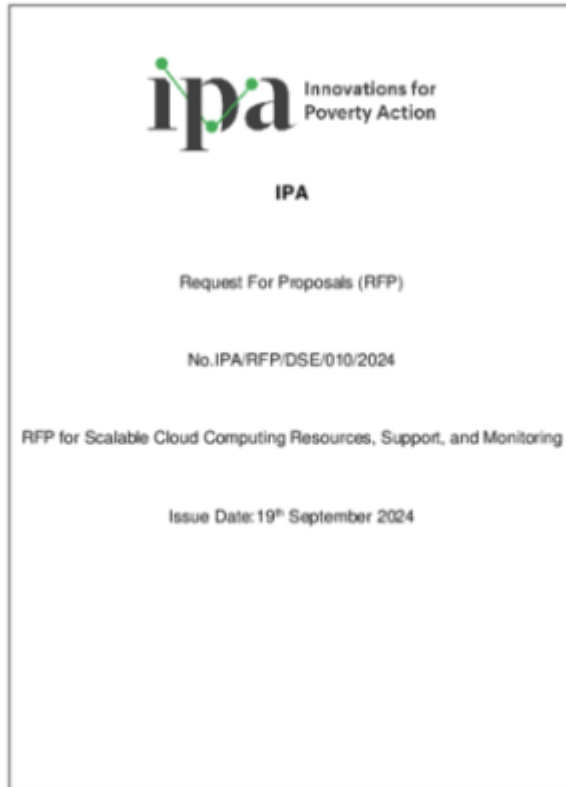 ipa
Innovations for
Poverty Action
IPA
Request For Proposals (RFP)
No.IPA/RFP/DSE/010/2024
RFP for Scalable Cloud Computing Resources, Support, and Monitoring
Issue Date:19th September 2024